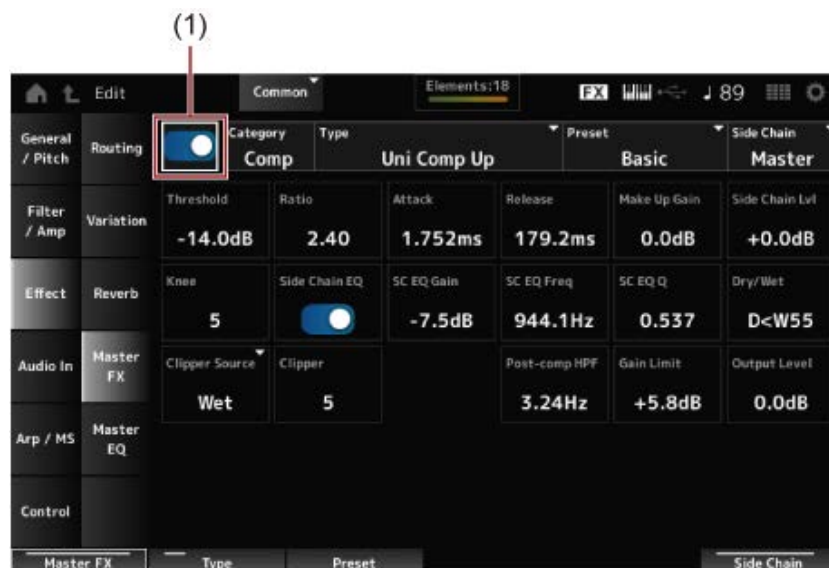 (1)
Edit
Common
Elements:18
FX
♩ 89
General / Pitch
Routing
Category
Comp
Type
Uni Comp Up
Preset
Basic
Side Chain
Master
Filter / Amp
Variation
Threshold
-14.0dB
Ratio
2.40
Attack
1.752ms
Release
179.2ms
Make Up Gain
0.0dB
Side Chain Lvl
+0.0dB
Effect
Reverb
Knee
5
Side Chain EQ
SC EQ Gain
-7.5dB
SC EQ Freq
944.1Hz
SC EQ Q
0.537
Dry/Wet
D<W55
Audio In
Master FX
Clipper Source
Wet
Clipper
5
Post-comp HPF
3.24Hz
Gain Limit
+5.8dB
Output Level
0.0dB
Arp / MS
Master EQ
Control
Master FX
Type
Preset
Side Chain